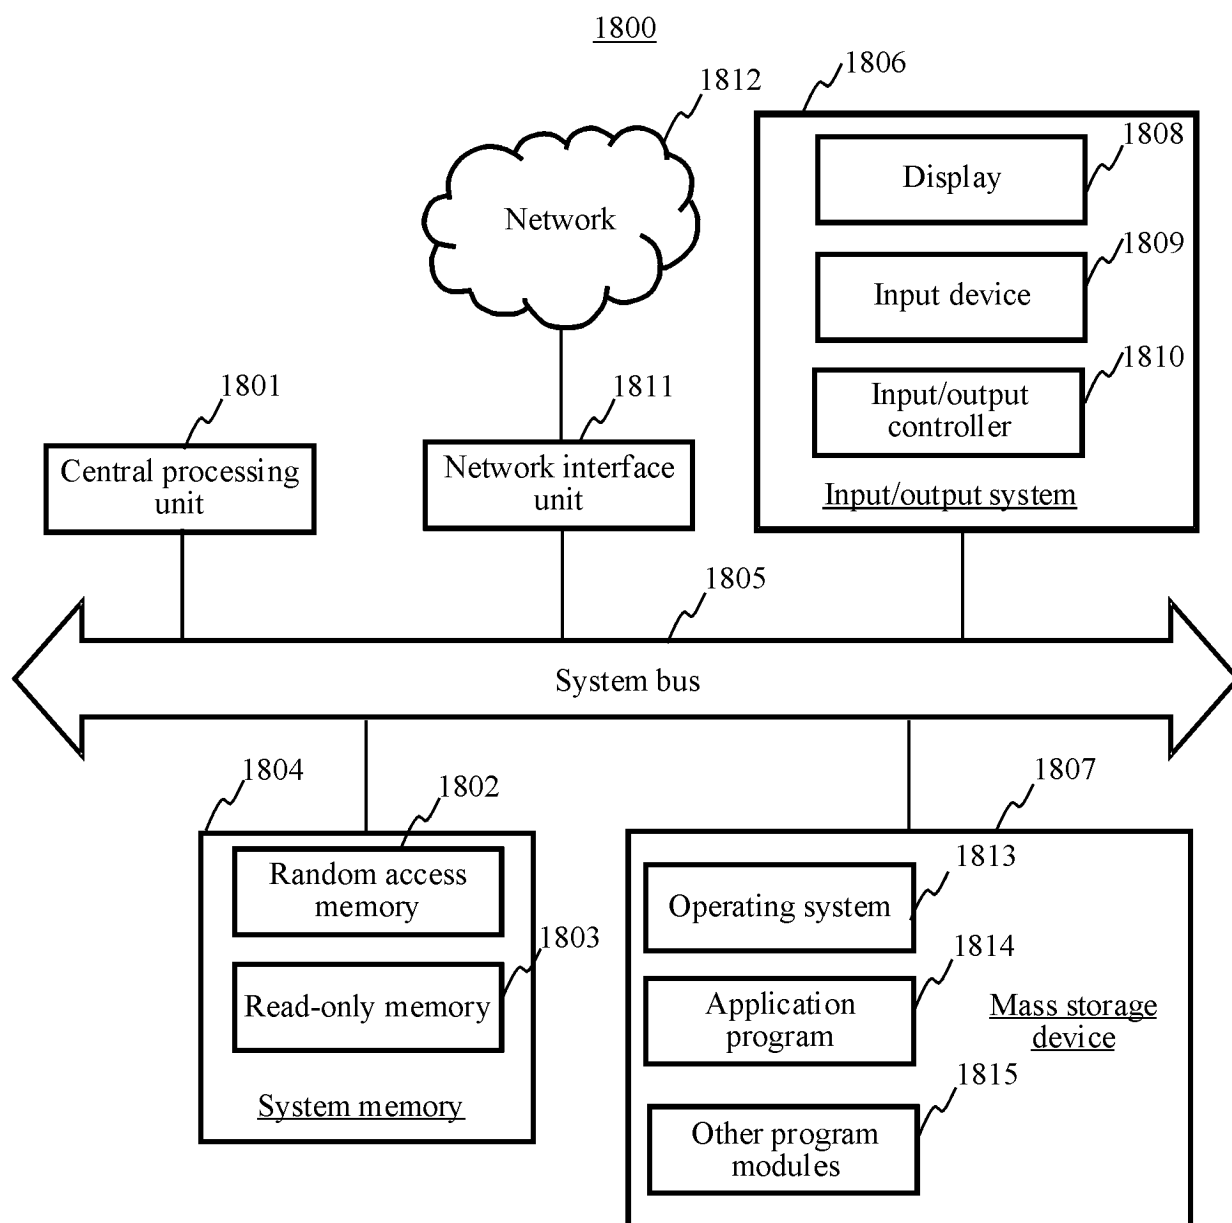 1800
1812
Network
1806
1808
Display
1809
Input device
1810
Input/output
controller
Input/output system
1801
Central processing
unit
1811
Network interface
unit
1805
System bus
1804
1802
Random access
memory
1803
Read-only memory
System memory
1807
1813
Operating system
1814
Application
program
Mass storage
device
1815
Other program
modules